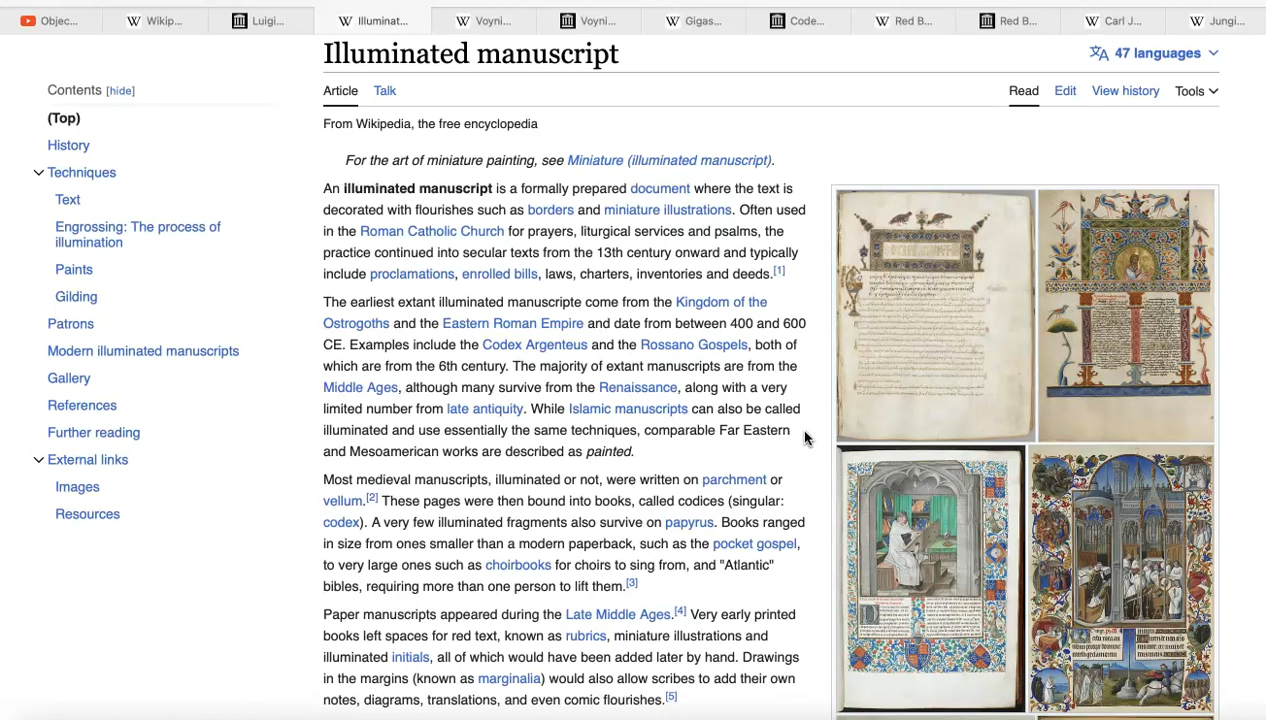 Objec...
Wikip...
Luigi...
Illuminat...
Voyni...
Voyni...
Gigas...
Code...
Red B...
Red B...
Carl J...
Jungi...
Illuminated manuscript
47 languages
Article Talk
Read Edit View history Tools
From Wikipedia, the free encyclopedia
Contents [hide]
(Top)
History
Techniques
Text
Engrossing: The process of
illumination
Paints
Gilding
Patrons
Modern illuminated manuscripts
Gallery
References
Further reading
External links
Images
Resources
For the art of miniature painting, see Miniature (illuminated manuscript).
An illuminated manuscript is a formally prepared document where the text is
decorated with flourishes such as borders and miniature illustrations. Often used
in the Roman Catholic Church for prayers, liturgical services and psalms, the
practice continued into secular texts from the 13th century onward and typically
include proclamations, enrolled bills, laws, charters, inventories and deeds.[1]
The earliest extant illuminated manuscripte come from the Kingdom of the
Ostrogoths and the Eastern Roman Empire and date from between 400 and 600
CE. Examples include the Codex Argenteus and the Rossano Gospels, both of
which are from the 6th century. The majority of extant manuscripts are from the
Middle Ages, although many survive from the Renaissance, along with a very
limited number from late antiquity. While Islamic manuscripts can also be called
illuminated and use essentially the same techniques, comparable Far Eastern
and Mesoamerican works are described as painted.
Most medieval manuscripts, illuminated or not, were written on parchment or
vellum.[2] These pages were then bound into books, called codices (singular:
codex). A very few illuminated fragments also survive on papyrus. Books ranged
in size from ones smaller than a modern paperback, such as the pocket gospel,
to very large ones such as choirbooks for choirs to sing from, and "Atlantic"
bibles, requiring more than one person to lift them.[3]
Paper manuscripts appeared during the Late Middle Ages.[4] Very early printed
books left spaces for red text, known as rubrics, miniature illustrations and
illuminated initials, all of which would have been added later by hand. Drawings
in the margins (known as marginalia) would also allow scribes to add their own
notes, diagrams, translations, and even comic flourishes.[5]